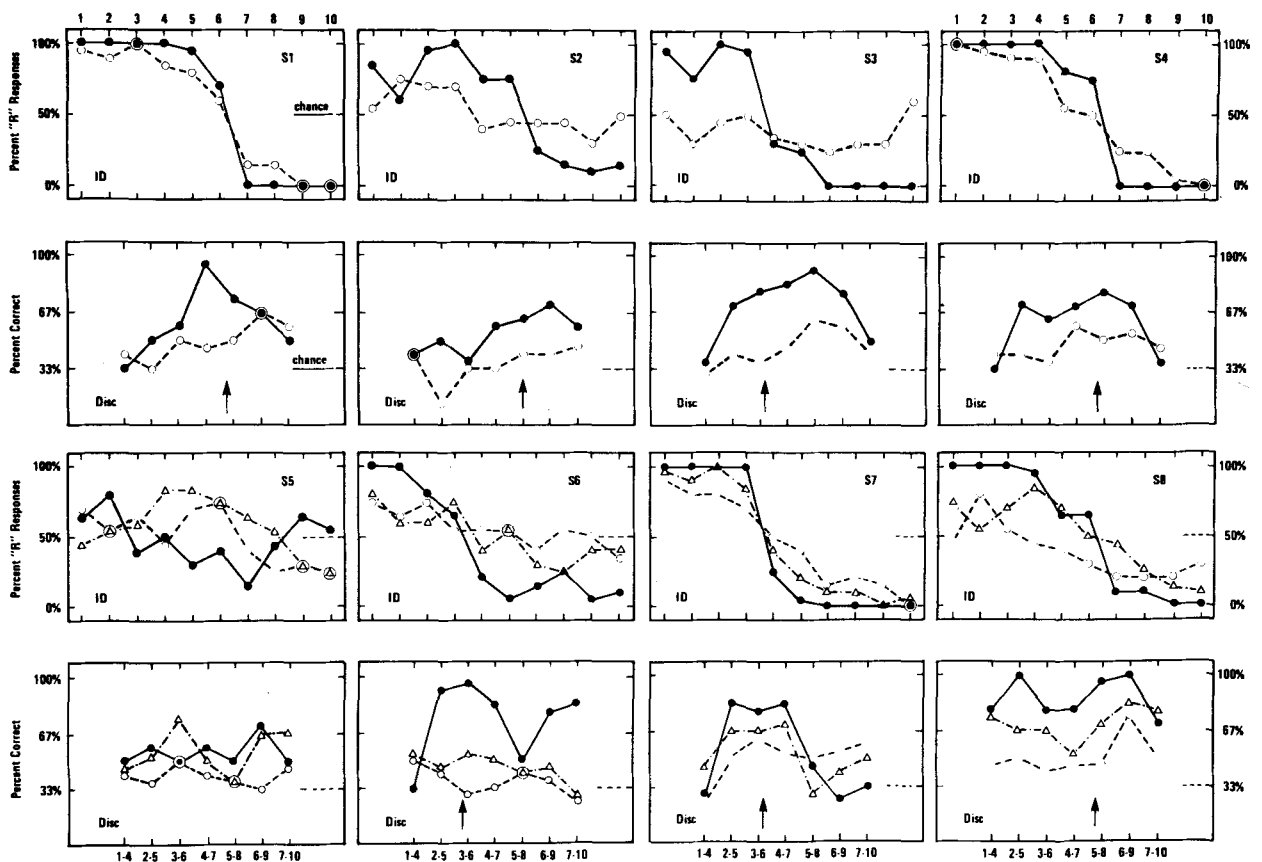 1 2 3 4 5 6 7 8 9 10
1 2 3 4 5 6 7 8 9 10
Percent "R" Responses
100%
50%
0%
S1
chance
ID
S2
ID
S3
ID
S4
ID
100%
50%
0%
Percent Correct
100%
67%
33%
chance
Disc
Disc
Disc
Disc
100%
67%
33%
Percent "R" Responses
100%
50%
0%
S5
ID
S6
ID
S7
ID
S8
ID
100%
50%
0%
Percent Correct
100%
67%
33%
Disc
Disc
Disc
Disc
100%
67%
33%
1-4 2-5 3-6 4-7 5-8 6-9 7-10
1-4 2-5 3-6 4-7 5-8 6-9 7-10
1-4 2-5 3-6 4-7 5-8 6-9 7-10
1-4 2-5 3-6 4-7 5-8 6-9 7-10